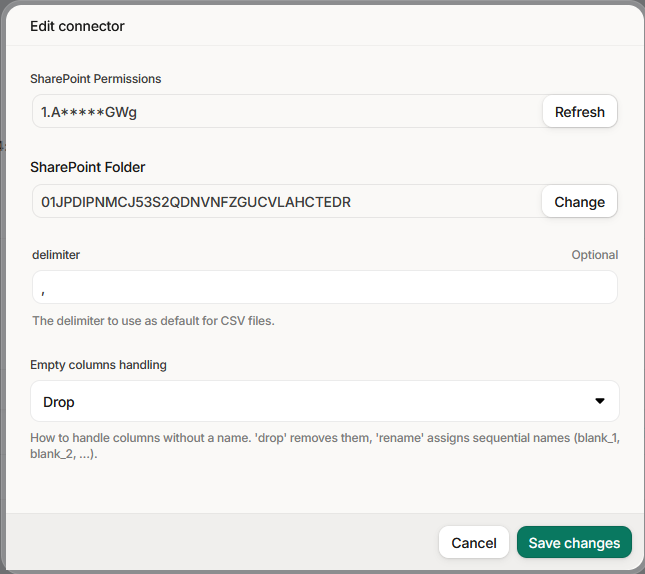 Edit connector
SharePoint Permissions
1.A*****GWg
Refresh
SharePoint Folder
01JPDIPNMCJ53S2QDNVNFZGUCVLAHCTEDR
Change
delimiter
Optional
,
The delimiter to use as default for CSV files.
Empty columns handling
Drop
How to handle columns without a name. 'drop' removes them, 'rename' assigns sequential names (blank_1,
blank_2, ...).
Cancel
Save changes